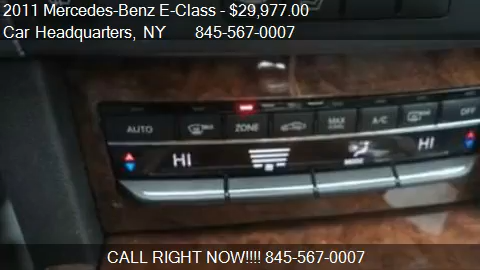 2011 Mercedes-Benz E-Class - $29,977.00
Car Headquarters, NY 845-567-0007
AUTO ZONE MAX A/C OFF
HI HI
CALL RIGHT NOW!!!! 845-567-0007